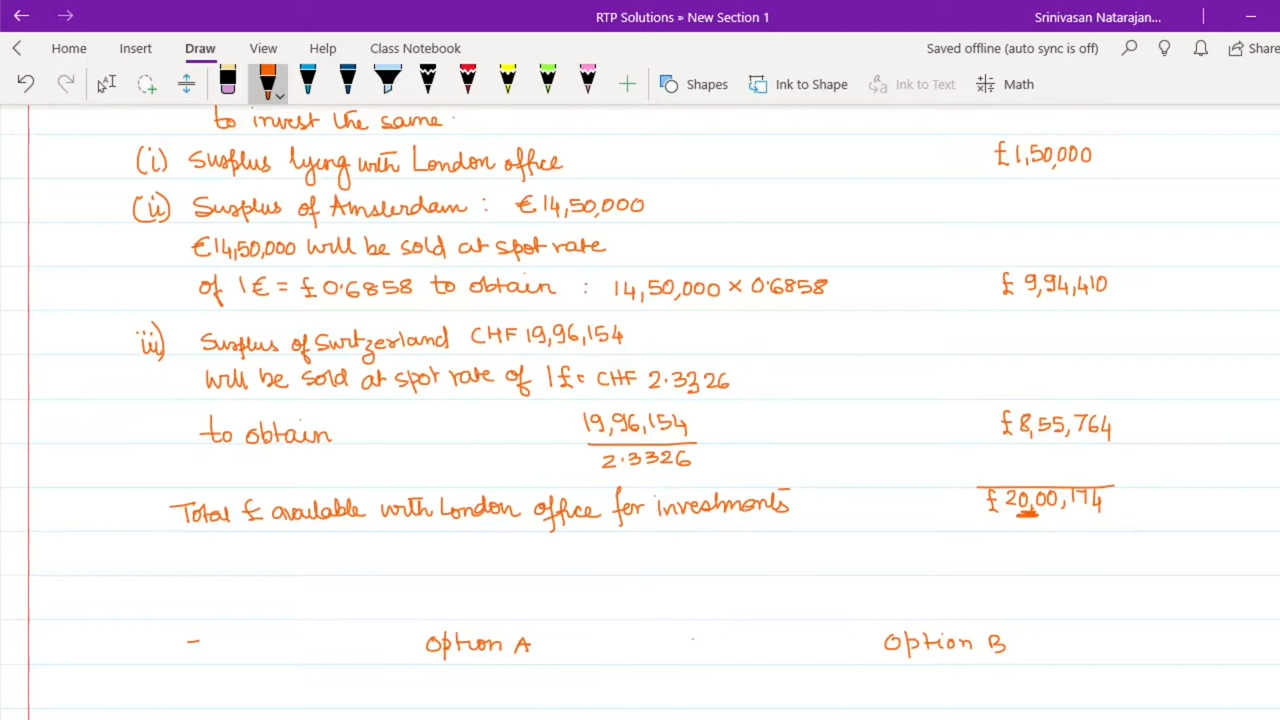 RTP Solutions » New Section 1
Srinivasan Natarajan...
Home Insert Draw View Help Class Notebook
Saved offline (auto sync is off)
Share
Shapes Ink to Shape Ink to Text Math
to invest the same
(i) Surplus lying with London office £1,50,000
(ii) Surplus of Amsterdam : €14,50,000
€14,50,000 will be sold at spot rate
of 1€ = £0.6858 to obtain : 14,50,000 × 0.6858 £ 9,94,410
iii) Surplus of Switzerland CHF 19,96,154
will be sold at spot rate of 1£= CHF 2.3326
to obtain 19,96,154 £8,55,764
2.3326
Total £ available with London office for investments £ 20,00,174
Option A Option B